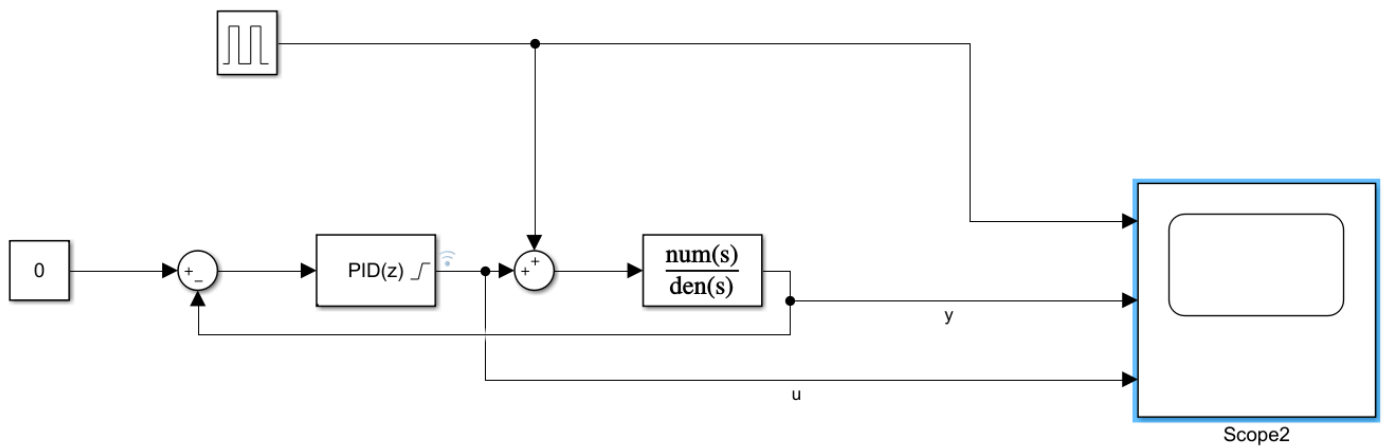 0
+
−
PID(z)
+
+
num(s)
den(s)
y
u
Scope2